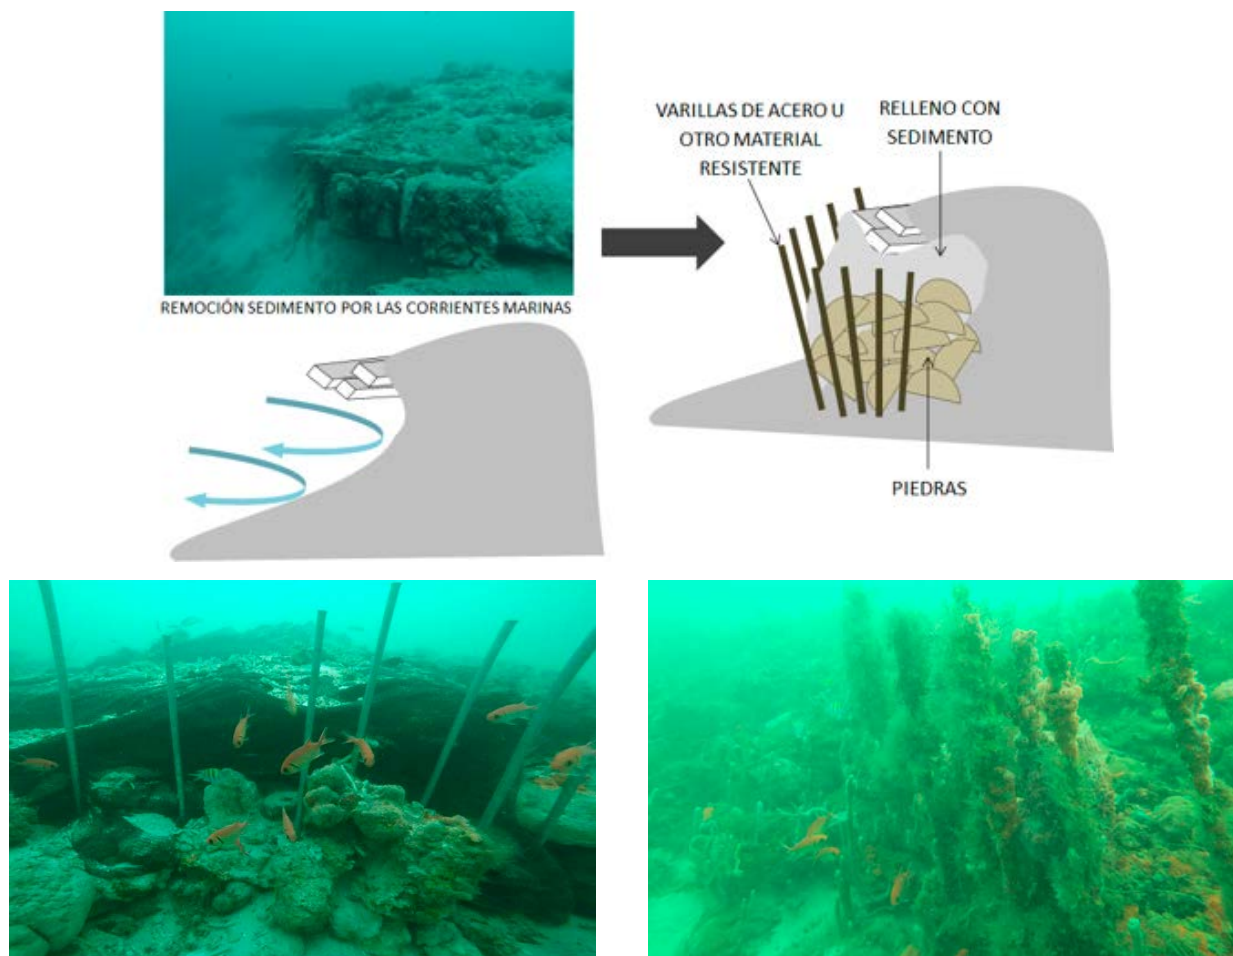 VARILLAS DE ACERO U
OTRO MATERIAL
RESISTENTE
RELLENO CON
SEDIMENTO
REMOCIÓN SEDIMENTO POR LAS CORRIENTES MARINAS
PIEDRAS